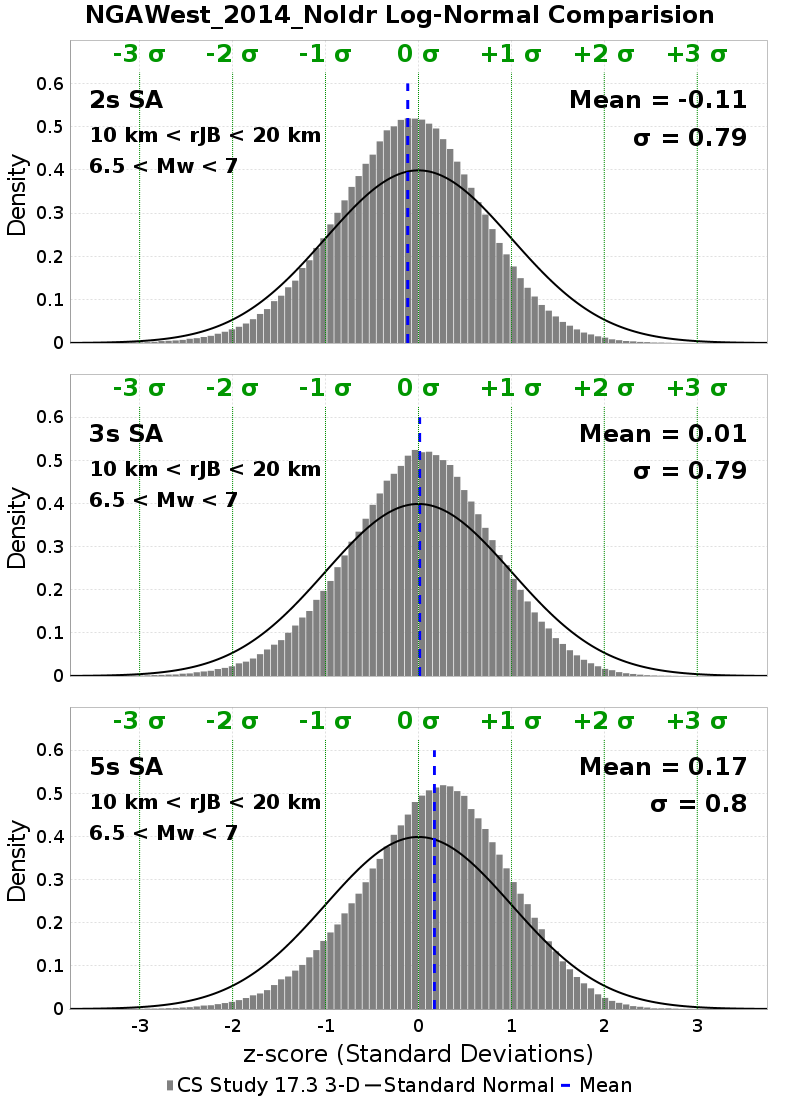 NGAWest_2014_NoIdr Log-Normal Comparision
-3 σ -2 σ -1 σ 0 σ +1 σ +2 σ +3 σ
0.6
2s SA Mean = -0.11
0.5
10 km < rJB < 20 km σ = 0.79
6.5 < Mw < 7
0.4
Density
0.3
0.2
0.1
0
-3 σ -2 σ -1 σ 0 σ +1 σ +2 σ +3 σ
0.6
3s SA Mean = 0.01
0.5
10 km < rJB < 20 km σ = 0.79
6.5 < Mw < 7
0.4
Density
0.3
0.2
0.1
0
-3 σ -2 σ -1 σ 0 σ +1 σ +2 σ +3 σ
0.6
5s SA Mean = 0.17
0.5
10 km < rJB < 20 km σ = 0.8
6.5 < Mw < 7
0.4
Density
0.3
0.2
0.1
0
-3 -2 -1 0 1 2 3
z-score (Standard Deviations)
CS Study 17.3 3-D Standard Normal Mean